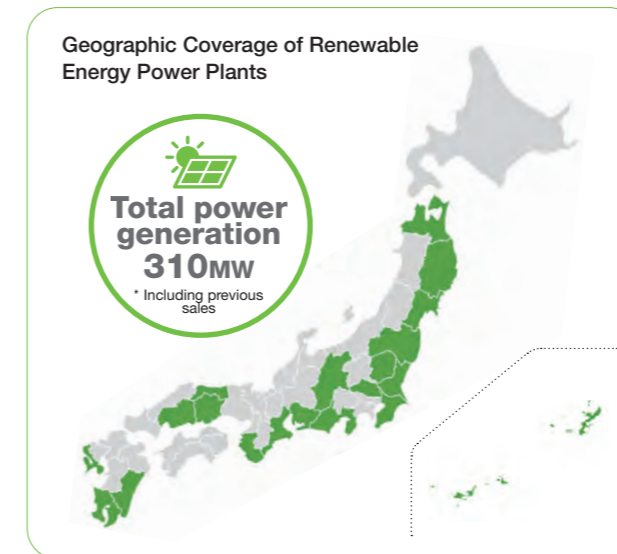 Geographic Coverage of Renewable
Energy Power Plants
Total power
generation
310MW
* Including previous
sales